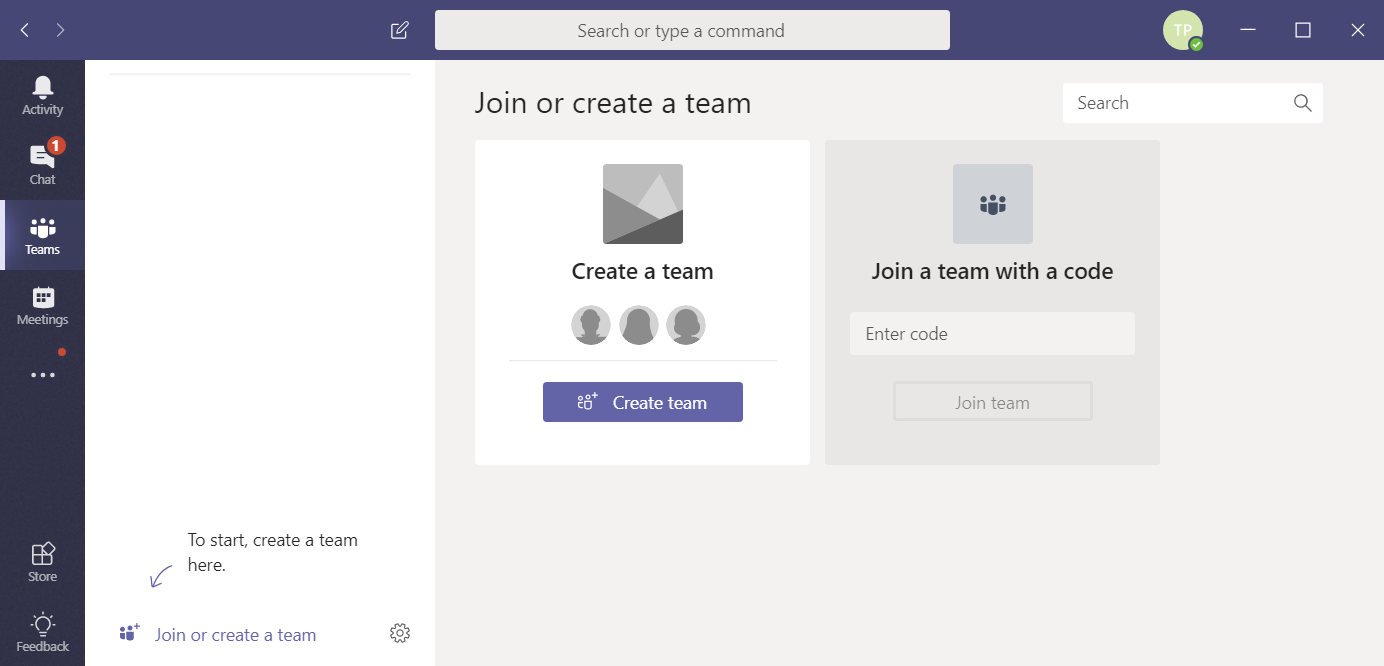 Search or type a command
TP
Activity
1
Chat
Teams
Meetings
Store
Feedback
To start, create a team
here.
Join or create a team
Join or create a team
Search
Create a team
Create team
Join a team with a code
Enter code
Join team